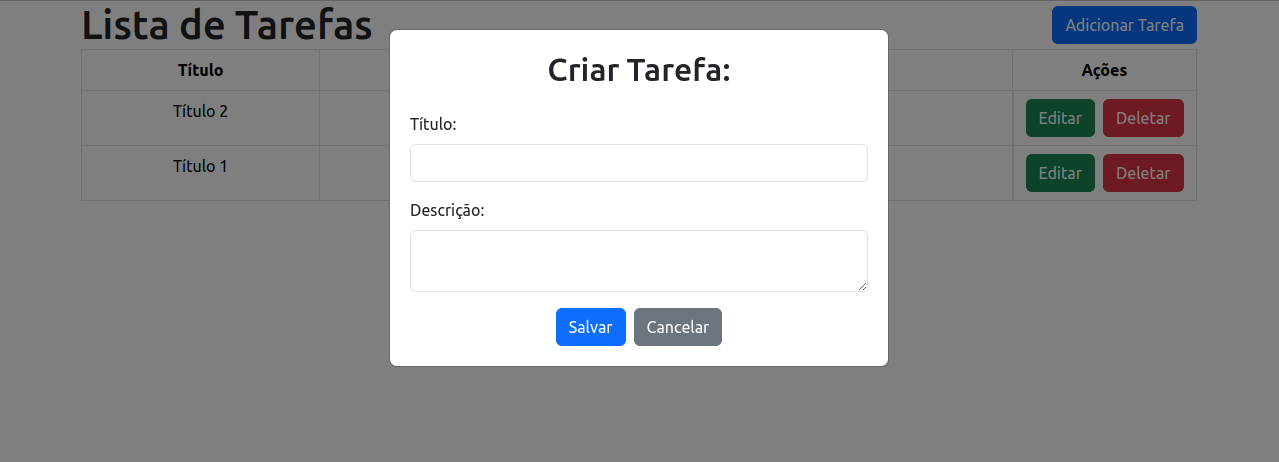 Lista de Tarefas
Adicionar Tarefa
Criar Tarefa:
Título
Ações
Título 2
Editar
Deletar
Título 1
Editar
Deletar
Título:
Descrição:
Salvar
Cancelar